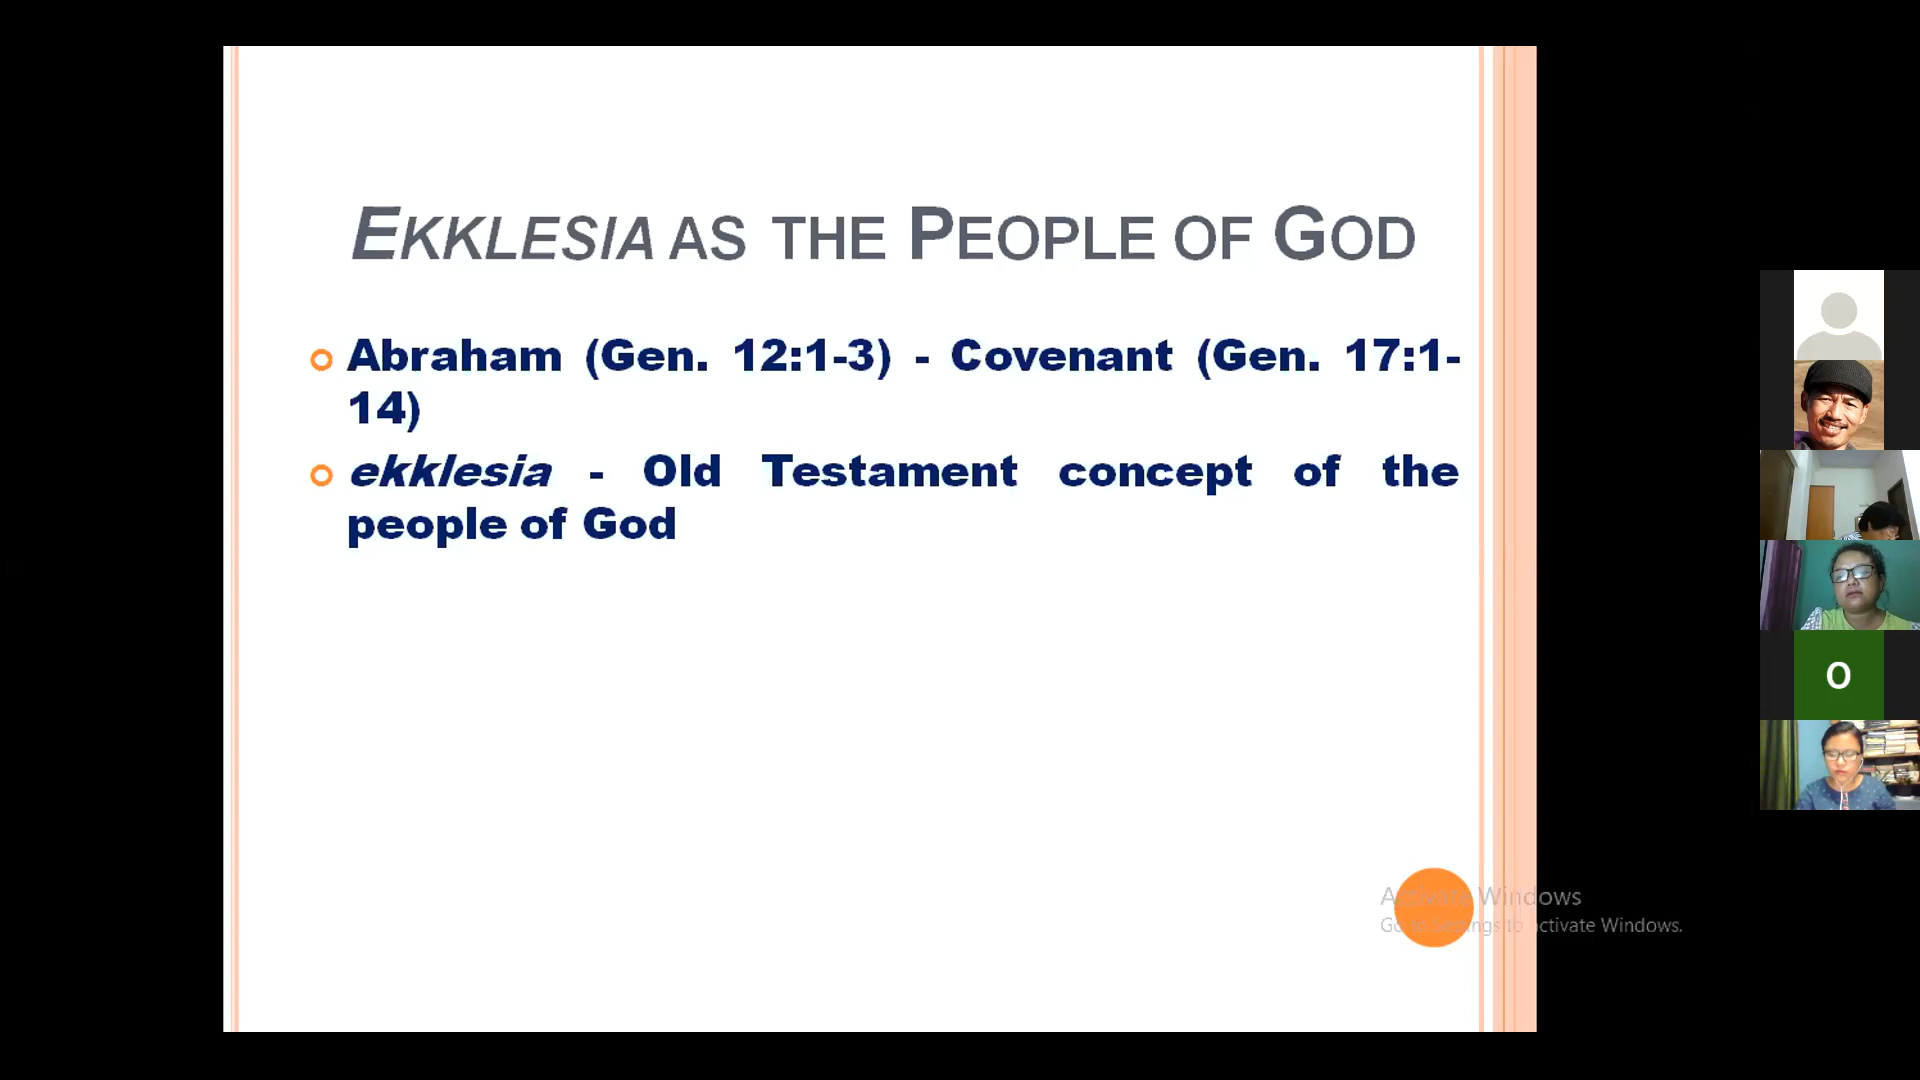 EKKLESIA AS THE PEOPLE OF GOD
Abraham (Gen. 12:1-3) - Covenant (Gen. 17:1-
14)
ekklesia - Old Testament concept of the
people of God
O
Activate Windows
Go to Settings to activate Windows.